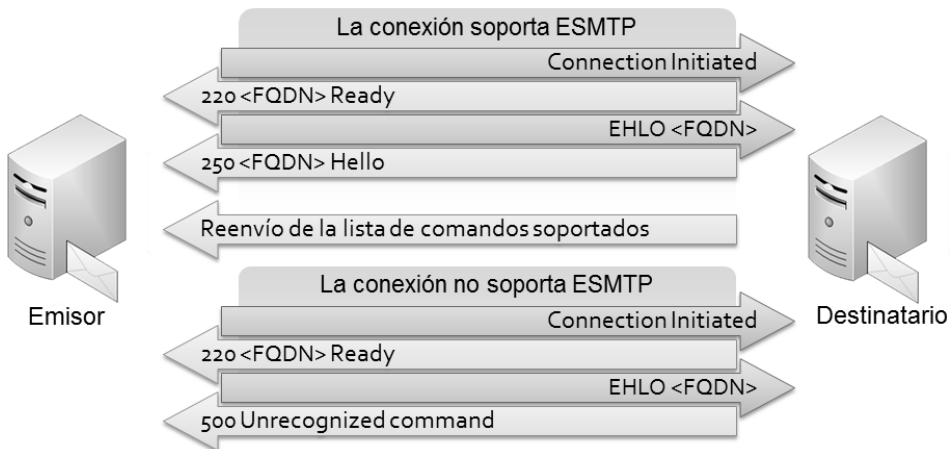 La conexión soporta ESMTP
Connection Initiated
220 <FQDN> Ready
EHLO <FQDN>
250 <FQDN> Hello
Reenvío de la lista de comandos soportados
Emisor
Destinatario
La conexión no soporta ESMTP
Connection Initiated
220 <FQDN> Ready
EHLO <FQDN>
500 Unrecognized command